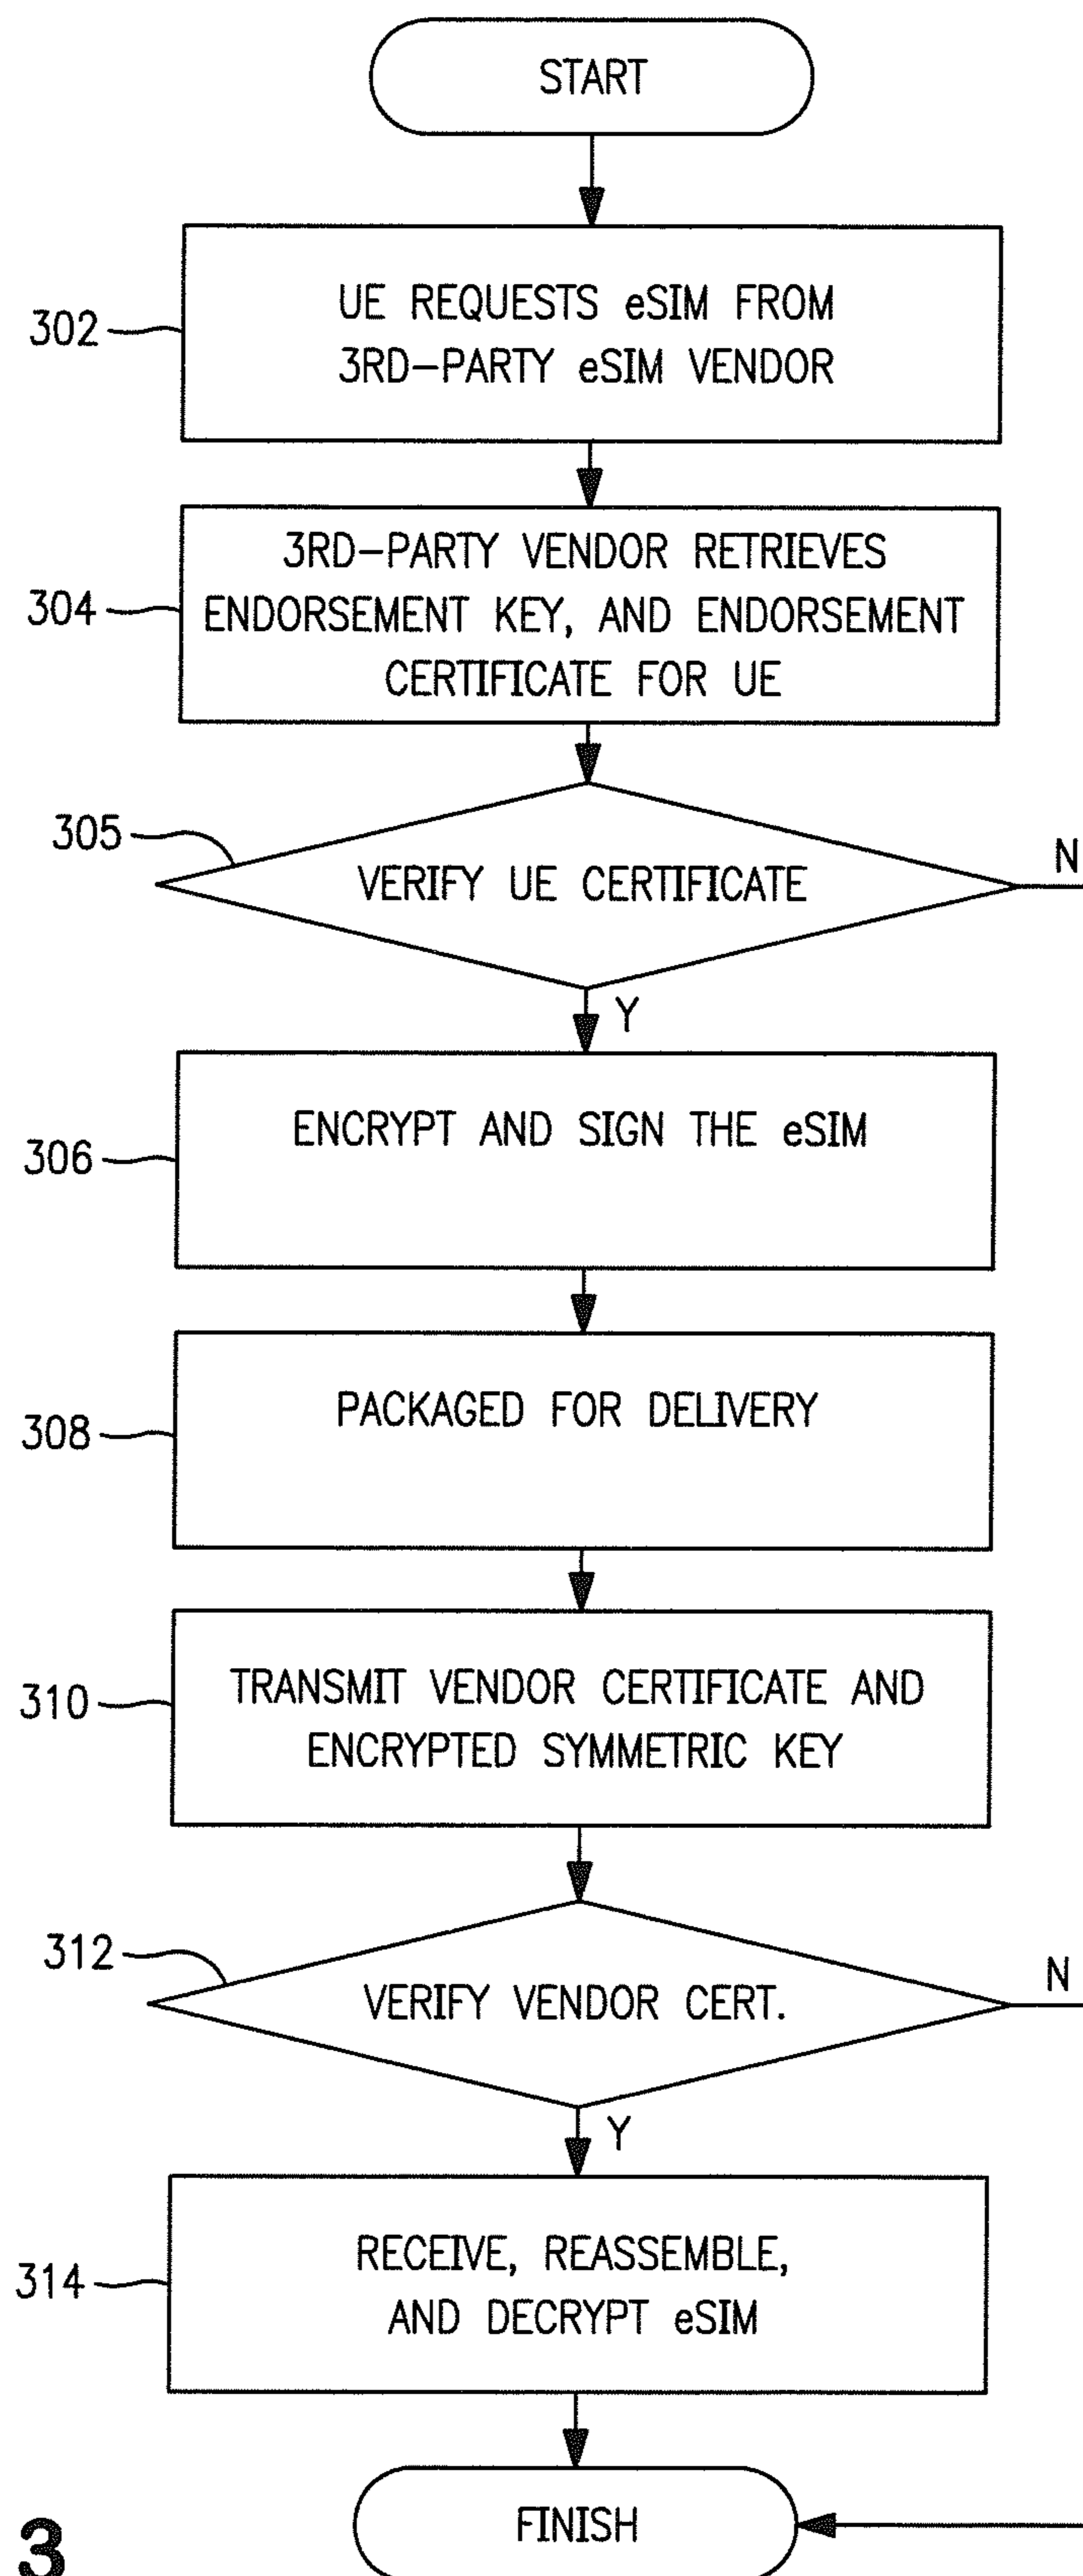 START
302
UE REQUESTS eSIM FROM
3RD-PARTY eSIM VENDOR
304
3RD-PARTY VENDOR RETRIEVES
ENDORSEMENT KEY, AND ENDORSEMENT
CERTIFICATE FOR UE
305
VERIFY UE CERTIFICATE
N
Y
306
ENCRYPT AND SIGN THE eSIM
308
PACKAGED FOR DELIVERY
310
TRANSMIT VENDOR CERTIFICATE AND
ENCRYPTED SYMMETRIC KEY
312
VERIFY VENDOR CERT.
N
Y
314
RECEIVE, REASSEMBLE,
AND DECRYPT eSIM
FINISH
3